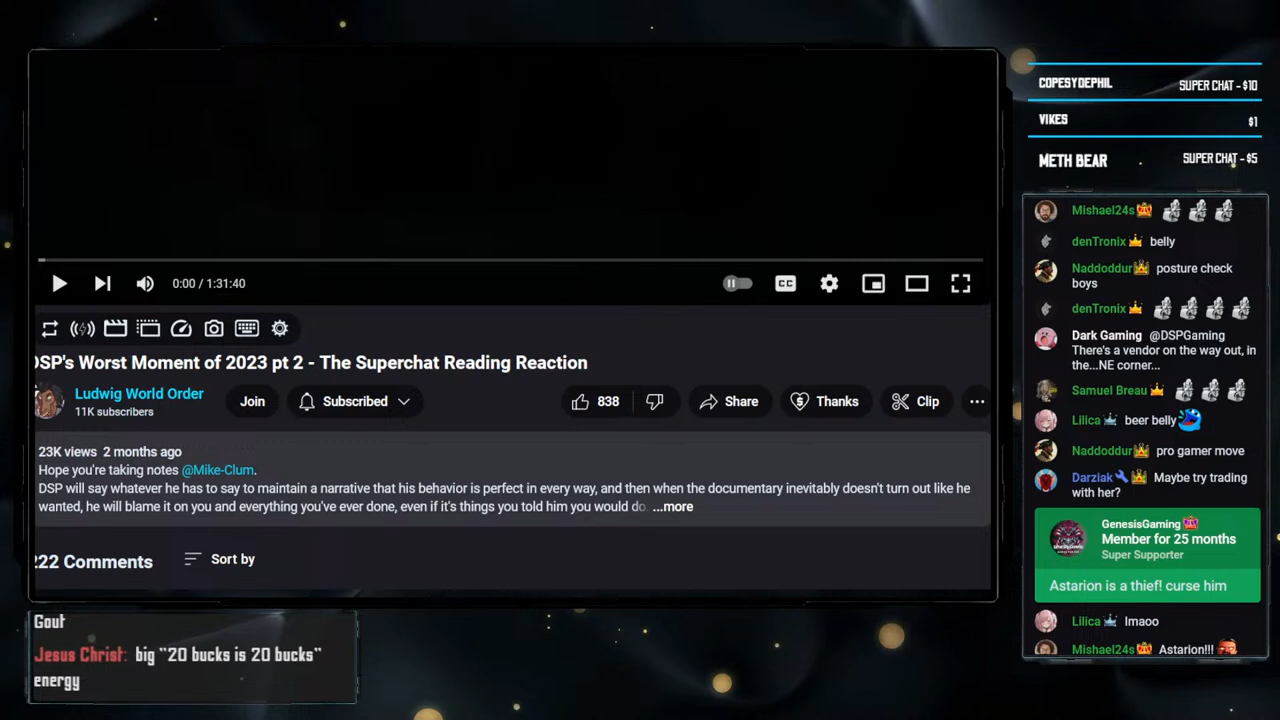 0:00 / 1:31:40
CC
DSP's Worst Moment of 2023 pt 2 - The Superchat Reading Reaction
Ludwig World Order
11K subscribers
Join
Subscribed
838
Share
Thanks
Clip
23K views 2 months ago
Hope you're taking notes @Mike-Clum.
DSP will say whatever he has to say to maintain a narrative that his behavior is perfect in every way, and then when the documentary inevitably doesn't turn out like he
wanted, he will blame it on you and everything you've ever done, even if it's things you told him you would do. ...more
222 Comments
Sort by
Gout
Jesus Christ: big "20 bucks is 20 bucks"
energy
COPESYDEPHIL
SUPER CHAT - $10
VIKES
$1
METH BEAR
SUPER CHAT - $5
Mishael24s
denTronix belly
Naddoddur posture check
boys
denTronix
Dark Gaming @DSPGaming
There's a vendor on the way out, in
the...NE corner...
Samuel Breau
Lilica beer belly
Naddoddur pro gamer move
Darziak Maybe try trading
with her?
GenesisGaming
Member for 25 months
Super Supporter
Astarion is a thief! curse him
Lilica lmaoo
Mishael24s Astarion!!!